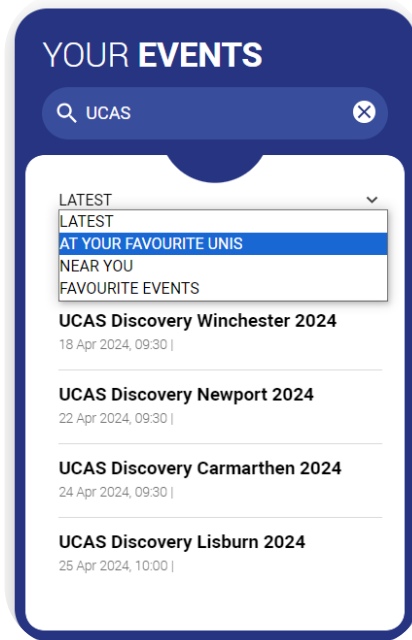 YOUR EVENTS
UCAS
LATEST
LATEST
AT YOUR FAVOURITE UNIS
NEAR YOU
FAVOURITE EVENTS
UCAS Discovery Winchester 2024
18 Apr 2024, 09:30 |
UCAS Discovery Newport 2024
22 Apr 2024, 09:30 |
UCAS Discovery Carmarthen 2024
24 Apr 2024, 09:30 |
UCAS Discovery Lisburn 2024
25 Apr 2024, 10:00 |